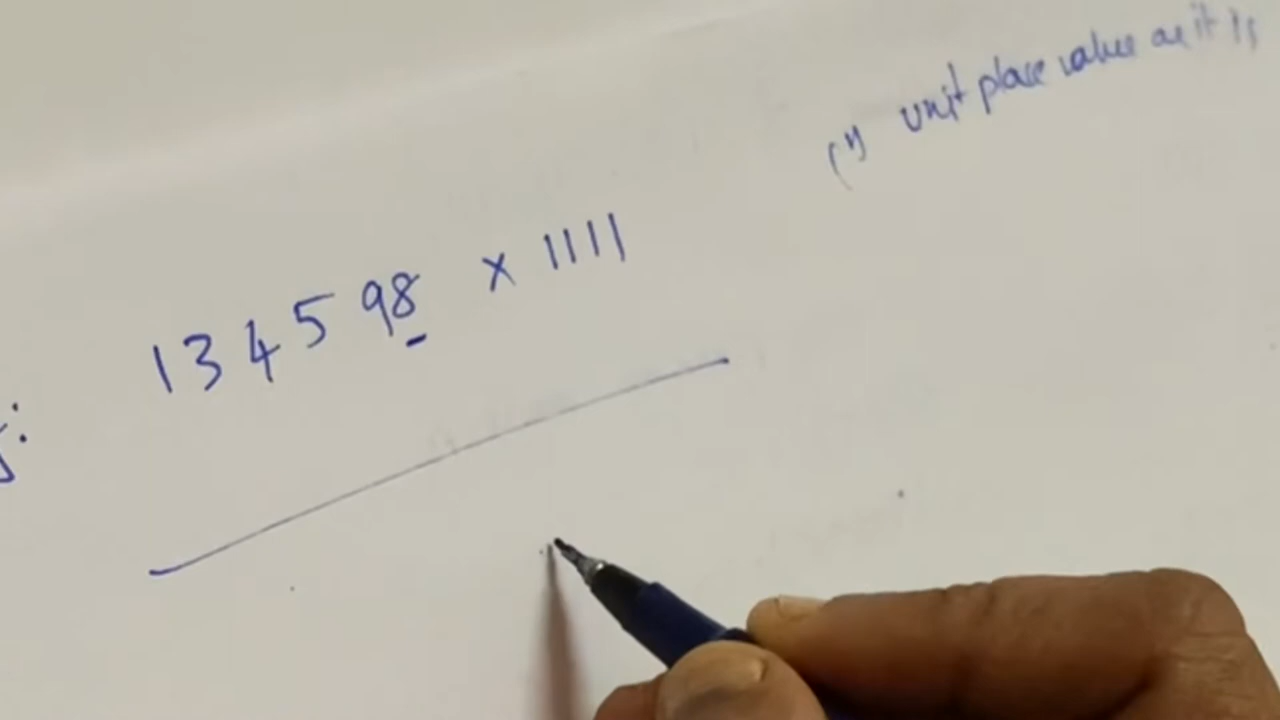 (1) unit place value as it is
134598 x 1111